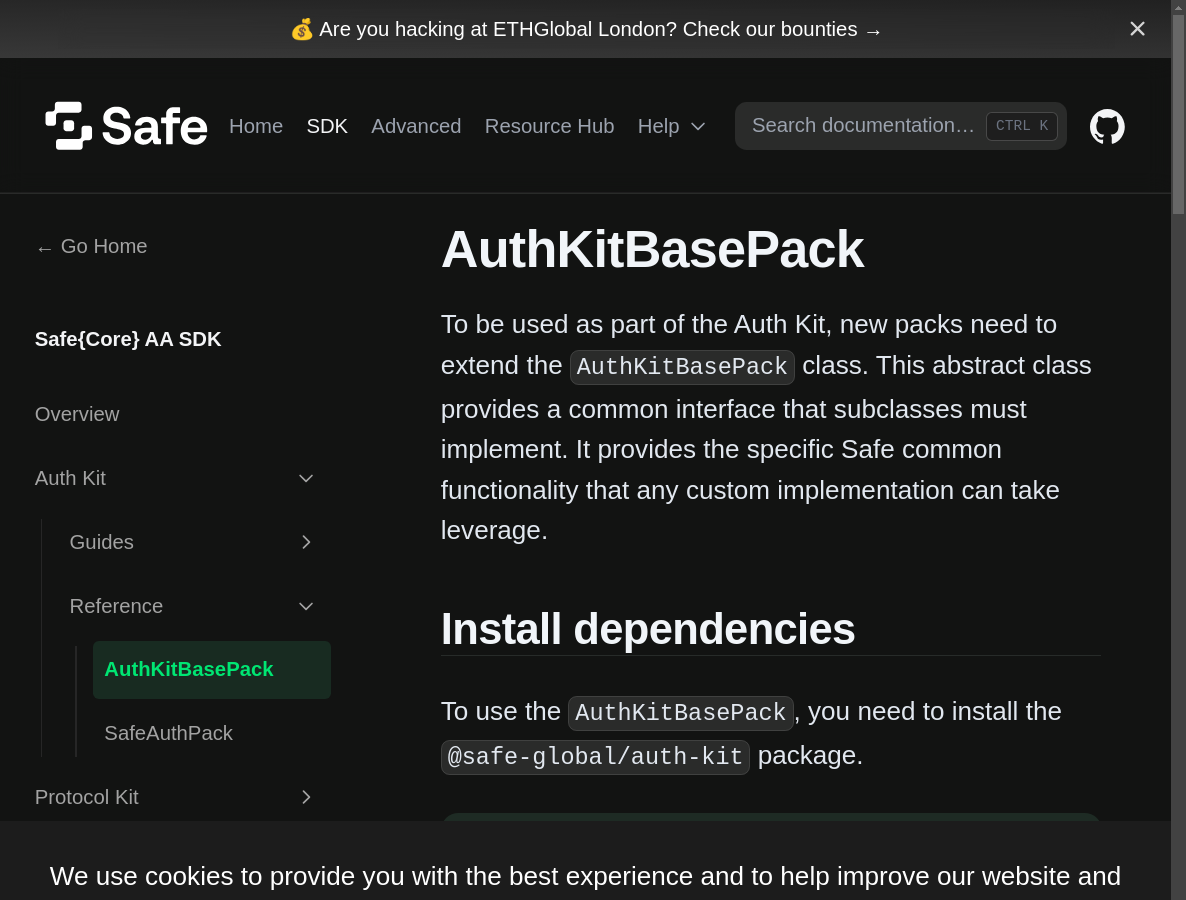 💰 Are you hacking at ETHGlobal London? Check our bounties →
Safe
Home
SDK
Advanced
Resource Hub
Help
Search documentation…
CTRL K
← Go Home
Safe{Core} AA SDK
Overview
Auth Kit
Guides
Reference
AuthKitBasePack
SafeAuthPack
Protocol Kit
AuthKitBasePack
To be used as part of the Auth Kit, new packs need to
extend the AuthKitBasePack class. This abstract class
provides a common interface that subclasses must
implement. It provides the specific Safe common
functionality that any custom implementation can take
leverage.
Install dependencies
To use the AuthKitBasePack, you need to install the
@safe-global/auth-kit package.
We use cookies to provide you with the best experience and to help improve our website and